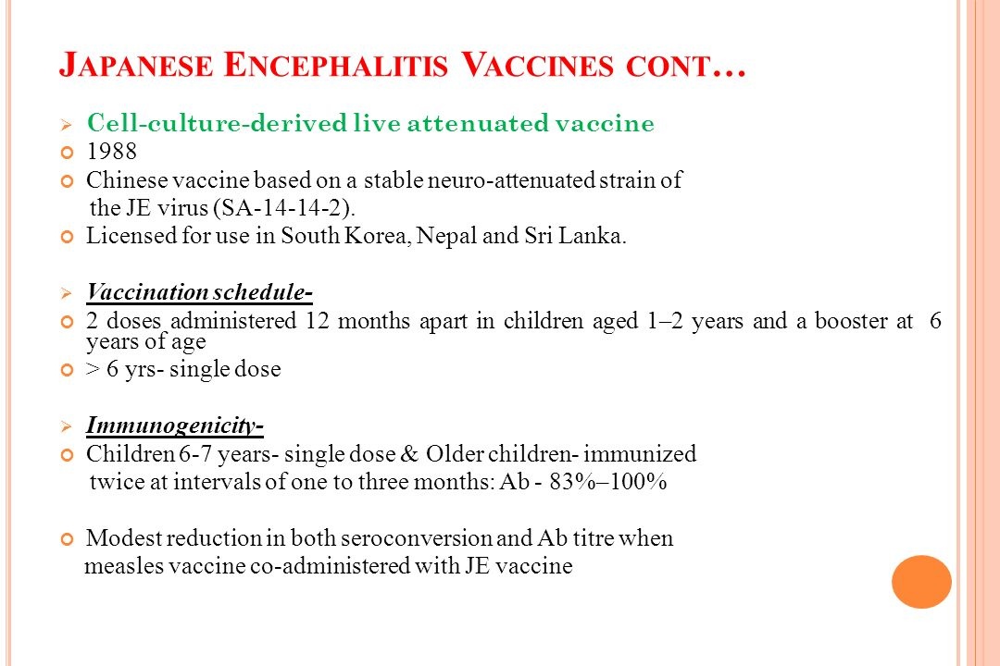 JAPANESE ENCEPHALITIS VACCINES CONT…
Cell-culture-derived live attenuated vaccine
1988
Chinese vaccine based on a stable neuro-attenuated strain of
the JE virus (SA-14-14-2).
Licensed for use in South Korea, Nepal and Sri Lanka.
Vaccination schedule-
2 doses administered 12 months apart in children aged 1–2 years and a booster at 6
years of age
> 6 yrs- single dose
Immunogenicity-
Children 6-7 years- single dose & Older children- immunized
twice at intervals of one to three months: Ab - 83%–100%
Modest reduction in both seroconversion and Ab titre when
measles vaccine co-administered with JE vaccine